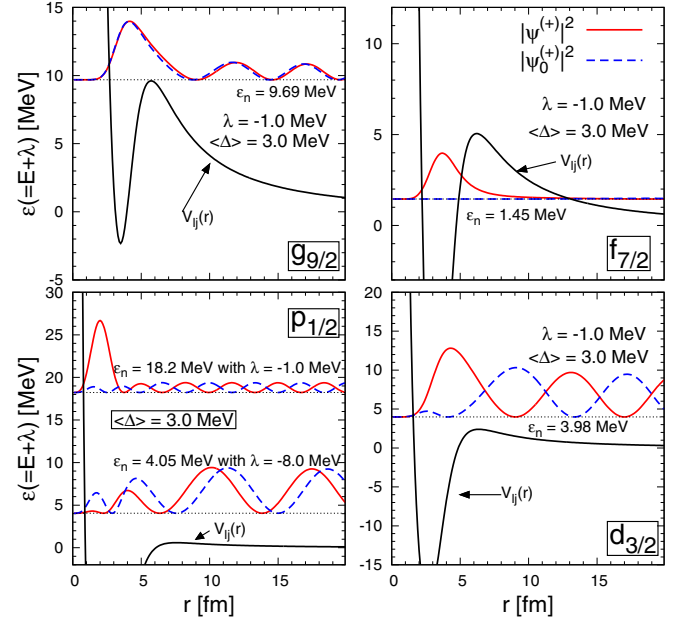 ε(=E+λ) [MeV]
15
10
5
0
-5
εn = 9.69 MeV
λ = -1.0 MeV
<Δ> = 3.0 MeV
Vlj(r)
g9/2
10
5
0
|ψ(+)|2
|ψ0(+)|2
λ = -1.0 MeV
<Δ> = 3.0 MeV
Vlj(r)
εn = 1.45 MeV
f7/2
ε(=E+λ) [MeV]
30
25
20
15
10
5
0
p1/2
εn = 18.2 MeV with λ = -1.0 MeV
<Δ> = 3.0 MeV
εn = 4.05 MeV with λ = -8.0 MeV
Vlj(r)
0 5 10 15
r [fm]
20
15
10
5
0
-5
-10
-15
λ = -1.0 MeV
<Δ> = 3.0 MeV
εn = 3.98 MeV
Vlj(r)
d3/2
0 5 10 15
r [fm]